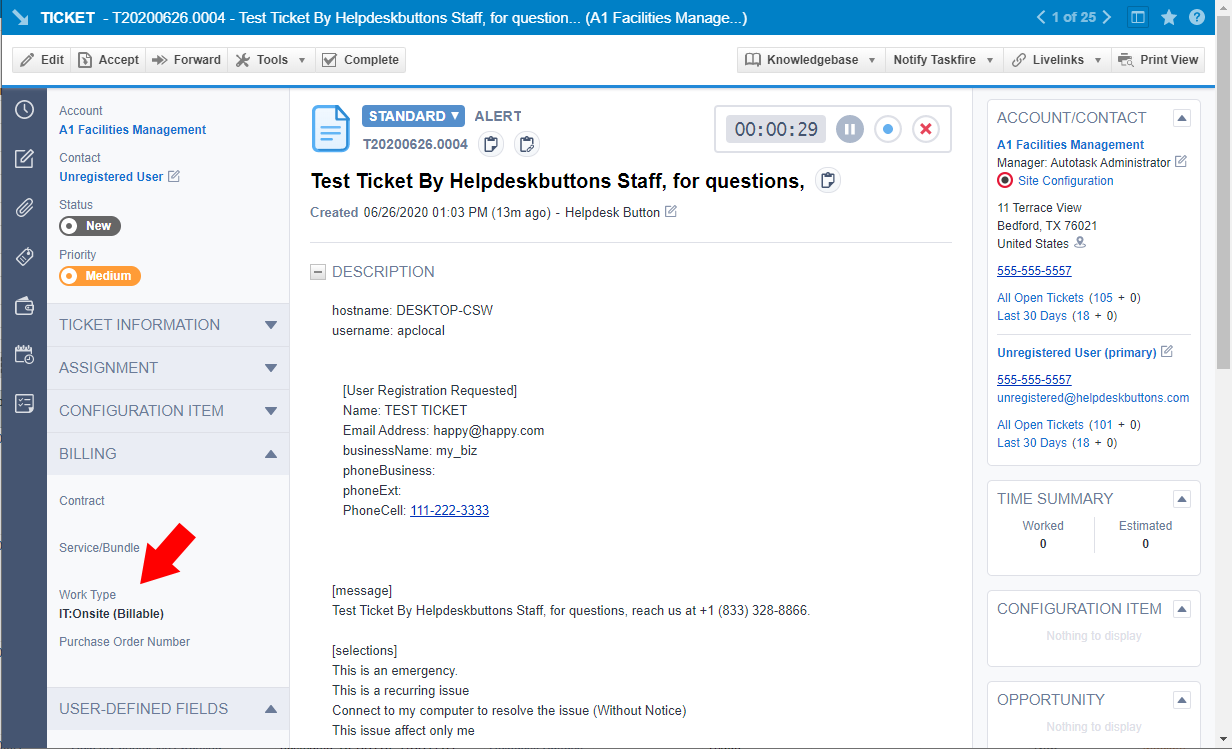 TICKET - T20200626.0004 - Test Ticket By Helpdeskbuttons Staff, for question... (A1 Facilities Manage...)
1 of 25
Edit
Accept
Forward
Tools
Complete
Knowledgebase
Notify Taskfire
Livelinks
Print View
Account
A1 Facilities Management
Contact
Unregistered User
Status
New
Priority
Medium
TICKET INFORMATION
ASSIGNMENT
CONFIGURATION ITEM
BILLING
Contract
Service/Bundle
Work Type
IT:Onsite (Billable)
Purchase Order Number
USER-DEFINED FIELDS
STANDARD ALERT
T20200626.0004
00:00:29
Test Ticket By Helpdeskbuttons Staff, for questions,
Created 06/26/2020 01:03 PM (13m ago) - Helpdesk Button
DESCRIPTION
hostname: DESKTOP-CSW
username: apclocal
[User Registration Requested]
Name: TEST TICKET
Email Address: happy@happy.com
businessName: my_biz
phoneBusiness:
phoneExt:
PhoneCell: 111-222-3333
[message]
Test Ticket By Helpdeskbuttons Staff, for questions, reach us at +1 (833) 328-8866.
[selections]
This is an emergency.
This is a recurring issue
Connect to my computer to resolve the issue (Without Notice)
This issue affect only me
ACCOUNT/CONTACT
A1 Facilities Management
Manager: Autotask Administrator
Site Configuration
11 Terrace View
Bedford, TX 76021
United States
555-555-5557
All Open Tickets (105 + 0)
Last 30 Days (18 + 0)
Unregistered User (primary)
555-555-5557
unregistered@helpdeskbuttons.com
All Open Tickets (101 + 0)
Last 30 Days (18 + 0)
TIME SUMMARY
Worked Estimated
0 0
CONFIGURATION ITEM
Nothing to display
OPPORTUNITY
Nothing to display